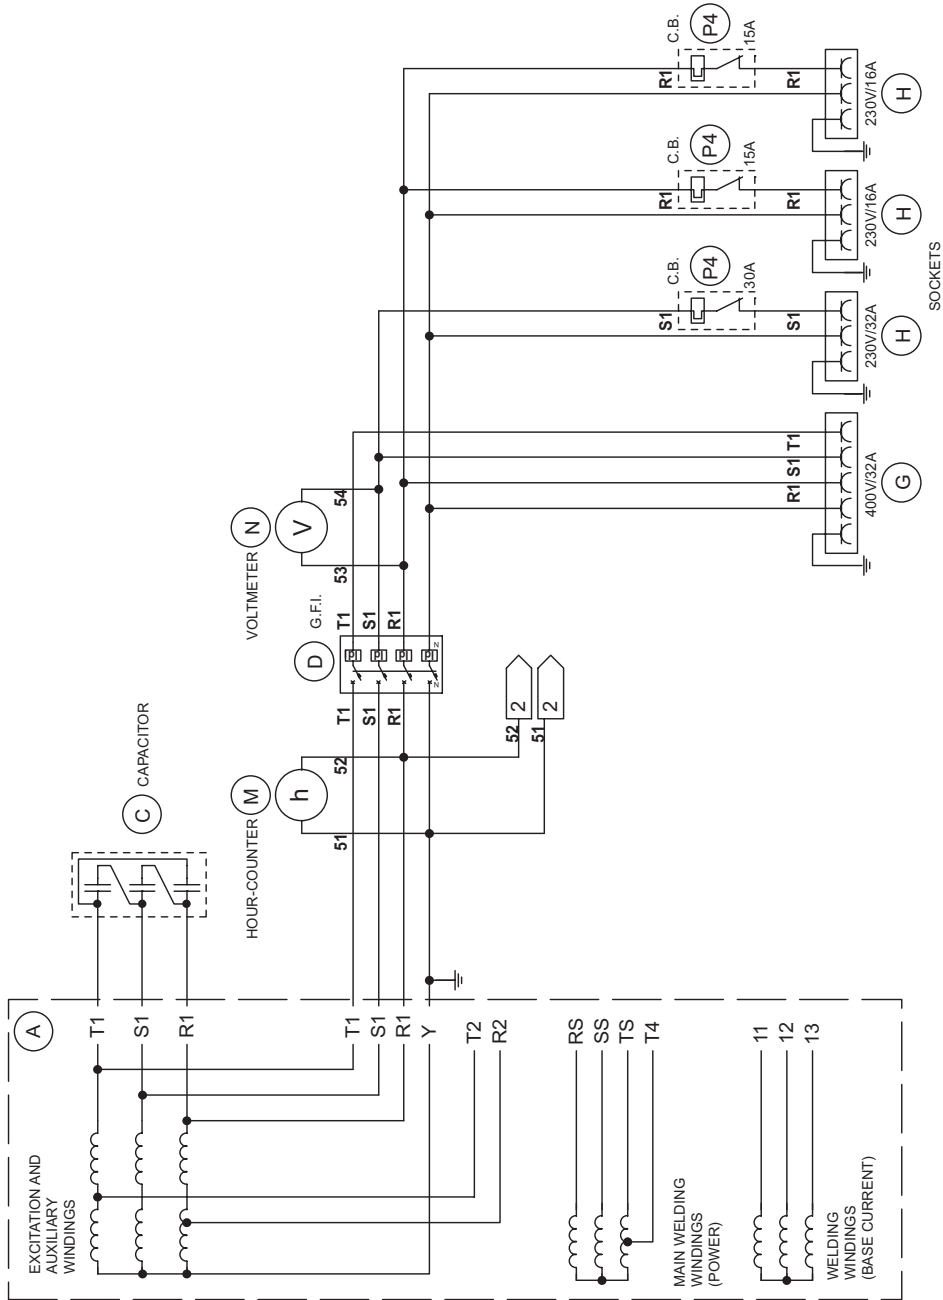 A
EXCITATION AND
AUXILIARY
WINDINGS
T1
S1
R1
C
CAPACITOR
HOUR-COUNTER
M
h
VOLTMETER
N
V
51
52
53
54
D
G.F.I.
T1
T1
T1
S1
S1
S1
R1
R1
R1
Y
N
N
P
P
P
P
T2
R2
52
2
51
2
RS
SS
TS
T4
MAIN WELDING
WINDINGS
(POWER)
11
12
13
WELDING
WINDINGS
(BASE CURRENT)
C.B.
P4
S1
30A
S1
C.B.
P4
R1
15A
R1
C.B.
P4
R1
15A
R1
R1
S1
T1
400V/32A
230V/32A
230V/16A
230V/16A
G
H
H
H
SOCKETS